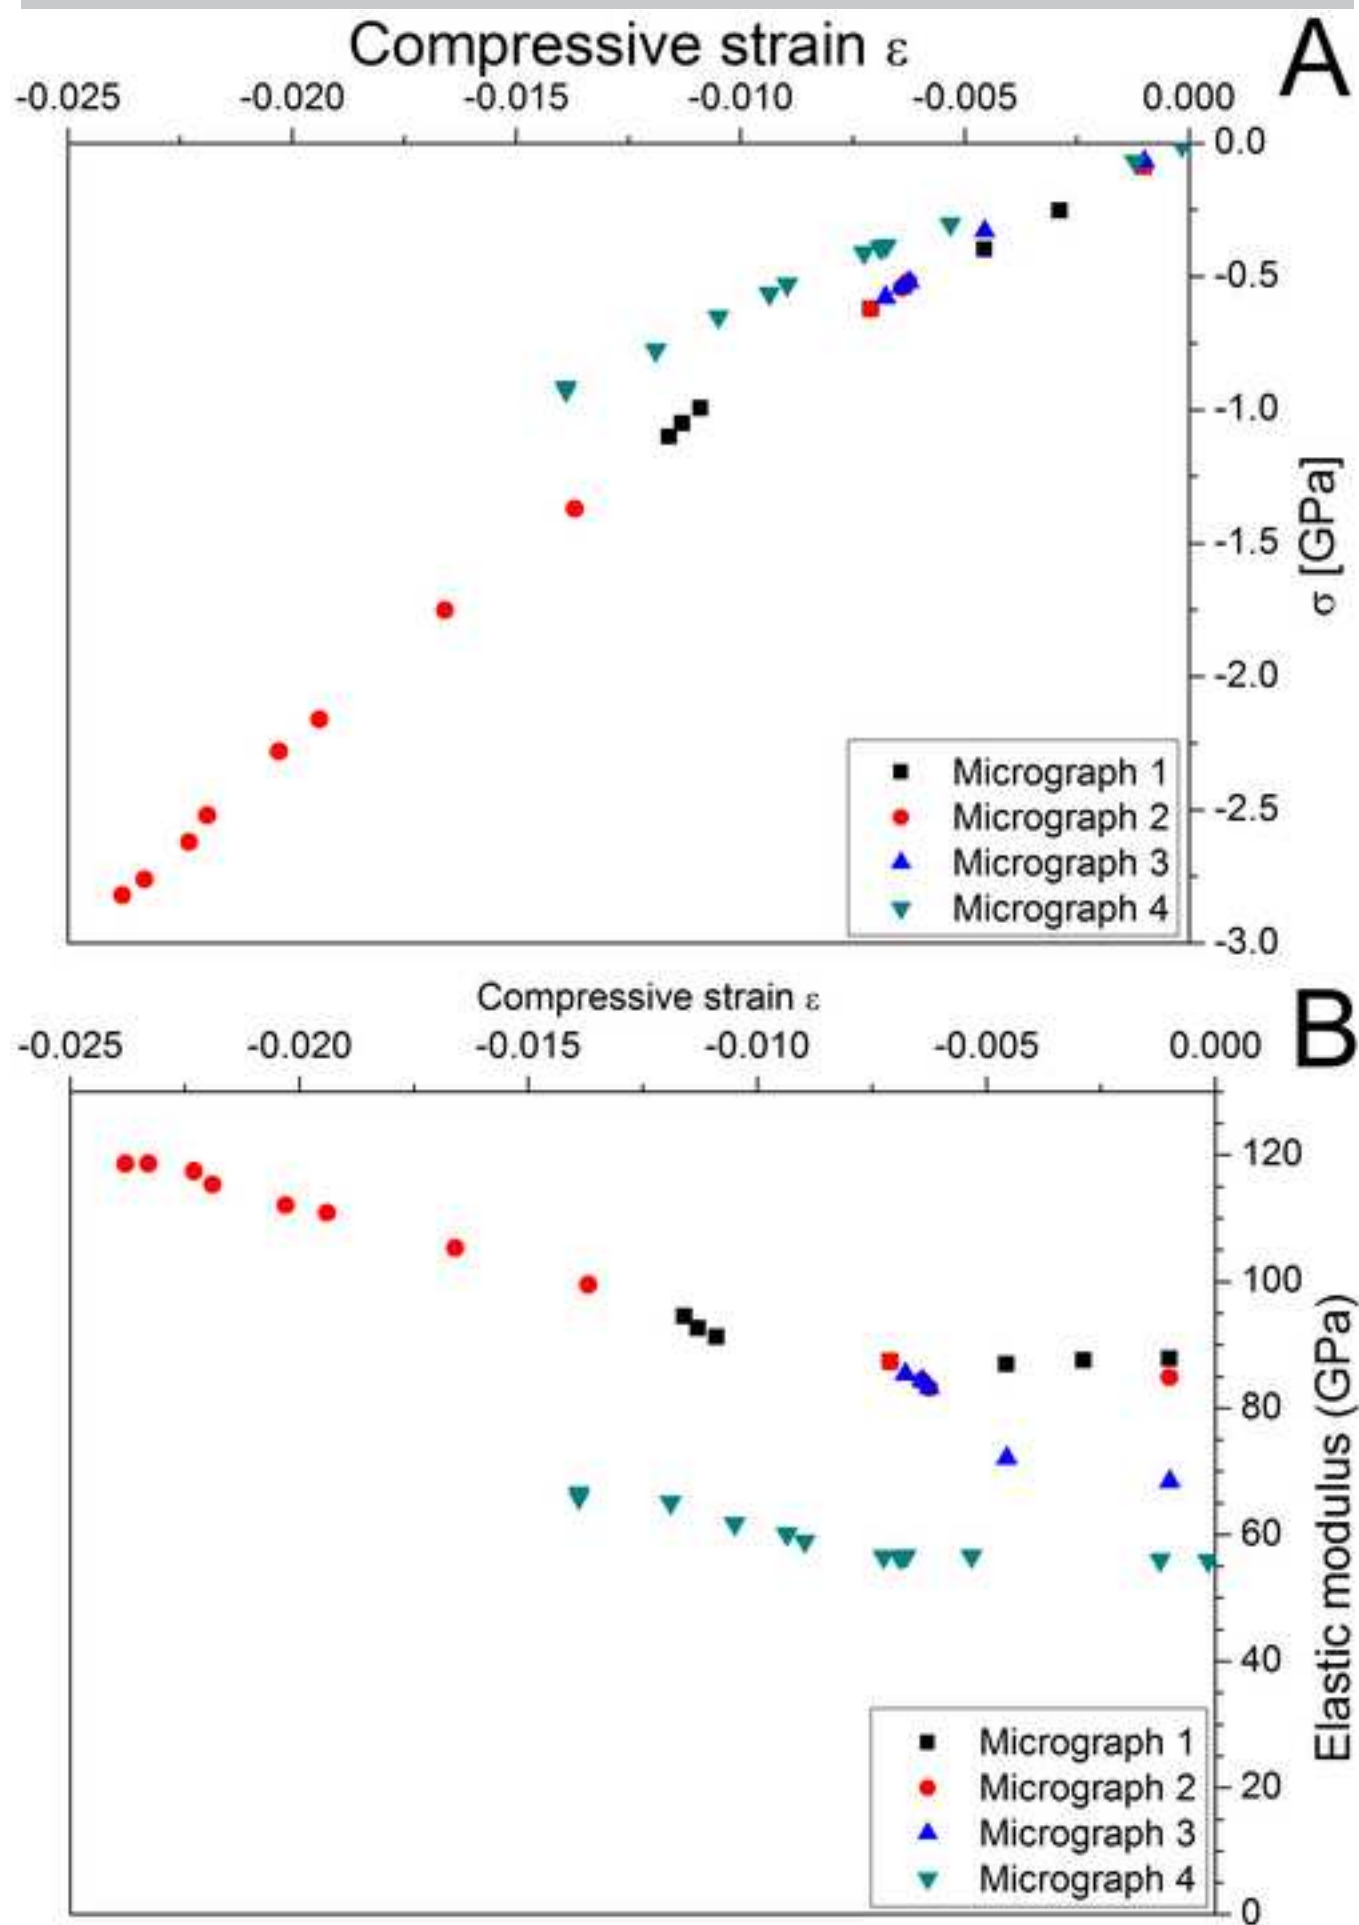 Compressive strain ε
A
-0.025 -0.020 -0.015 -0.010 -0.005 0.000
0.0
-0.5
-1.0
-1.5
-2.0
-2.5
-3.0
σ [GPa]
Micrograph 1
Micrograph 2
Micrograph 3
Micrograph 4
Compressive strain ε
B
-0.025 -0.020 -0.015 -0.010 -0.005 0.000
120
100
80
60
40
20
0
Elastic modulus (GPa)
Micrograph 1
Micrograph 2
Micrograph 3
Micrograph 4